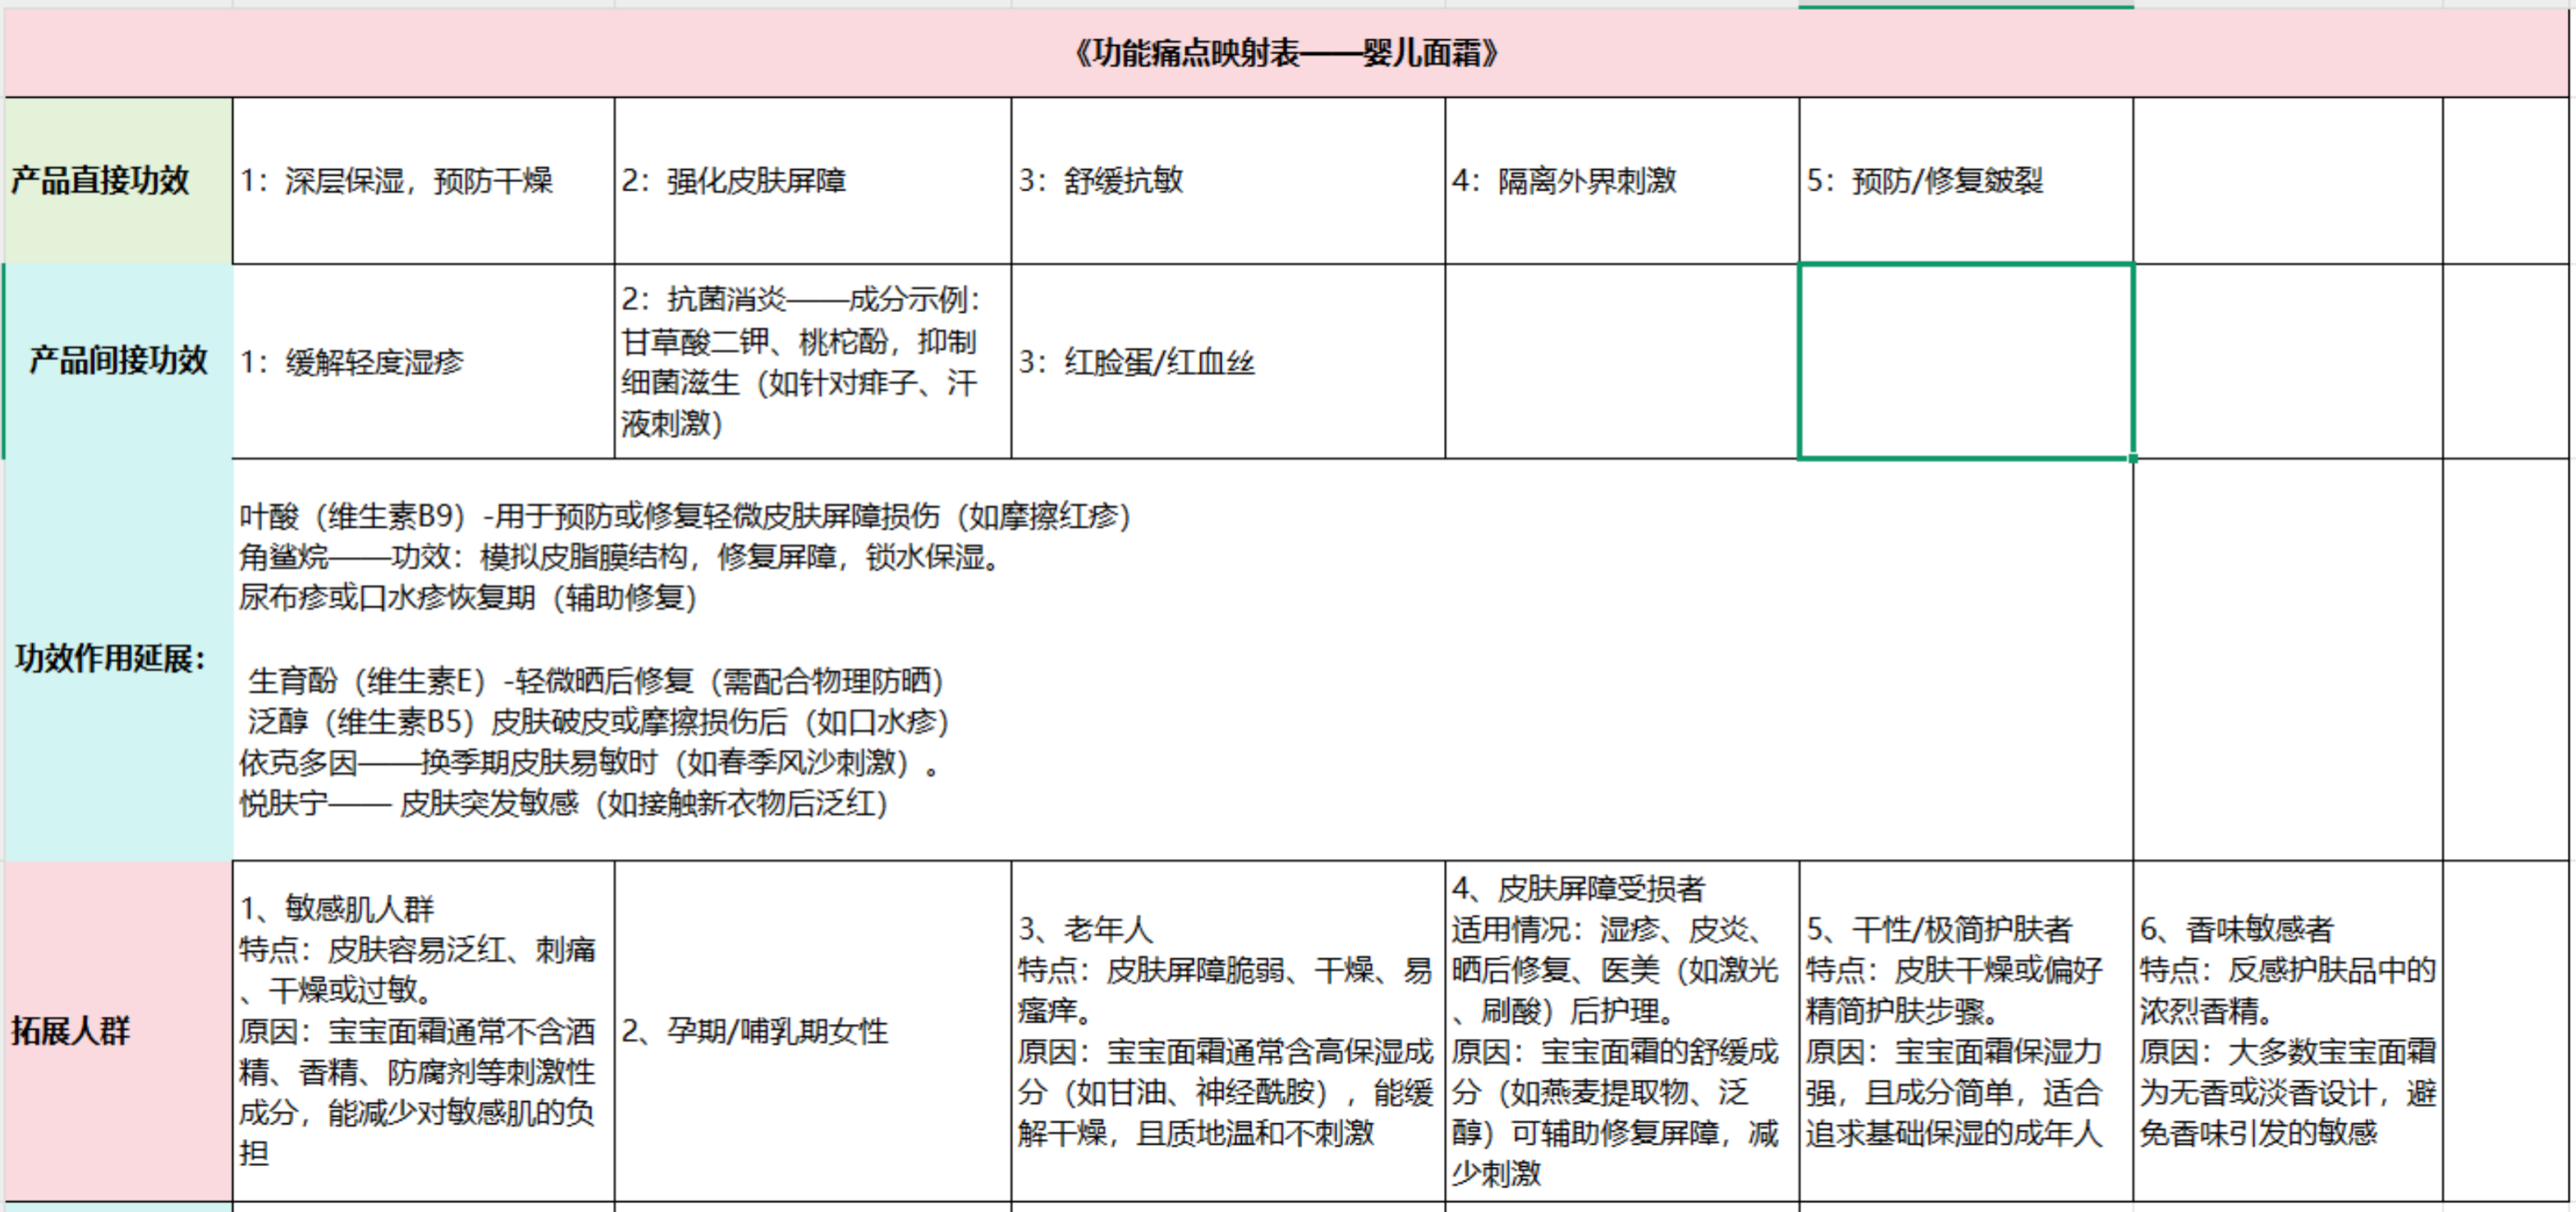 《功能痛点映射表——婴儿面霜》
产品直接功效
1：深层保湿，预防干燥
2：强化皮肤屏障
3：舒缓抗敏
4：隔离外界刺激
5：预防/修复皴裂
产品间接功效
1：缓解轻度湿疹
2：抗菌消炎——成分示例：
甘草酸二钾、桃柁酚，抑制
细菌滋生（如针对痱子、汗
液刺激）
3：红脸蛋/红血丝
功效作用延展：
叶酸（维生素B9）-用于预防或修复轻微皮肤屏障损伤（如摩擦红疹）
角鲨烷——功效：模拟皮脂膜结构，修复屏障，锁水保湿。
尿布疹或口水疹恢复期（辅助修复）
生育酚（维生素E）-轻微晒后修复（需配合物理防晒）
泛醇（维生素B5）皮肤破皮或摩擦损伤后（如口水疹）
依克多因——换季期皮肤易敏时（如春季风沙刺激）。
悦肤宁—— 皮肤突发敏感（如接触新衣物后泛红）
拓展人群
1、敏感肌人群
特点：皮肤容易泛红、刺痛
、干燥或过敏。
原因：宝宝面霜通常不含酒
精、香精、防腐剂等刺激性
成分，能减少对敏感肌的负
担
2、孕期/哺乳期女性
3、老年人
特点：皮肤屏障脆弱、干燥、易
瘙痒。
原因：宝宝面霜通常含高保湿成
分（如甘油、神经酰胺），能缓
解干燥，且质地温和不刺激
4、皮肤屏障受损者
适用情况：湿疹、皮炎、
晒后修复、医美（如激光
、刷酸）后护理。
原因：宝宝面霜的舒缓成
分（如燕麦提取物、泛
醇）可辅助修复屏障，减
少刺激
5、干性/极简护肤者
特点：皮肤干燥或偏好
精简护肤步骤。
原因：宝宝面霜保湿力
强，且成分简单，适合
追求基础保湿的成年人
6、香味敏感者
特点：反感护肤品中的
浓烈香精。
原因：大多数宝宝面霜
为无香或淡香设计，避
免香味引发的敏感